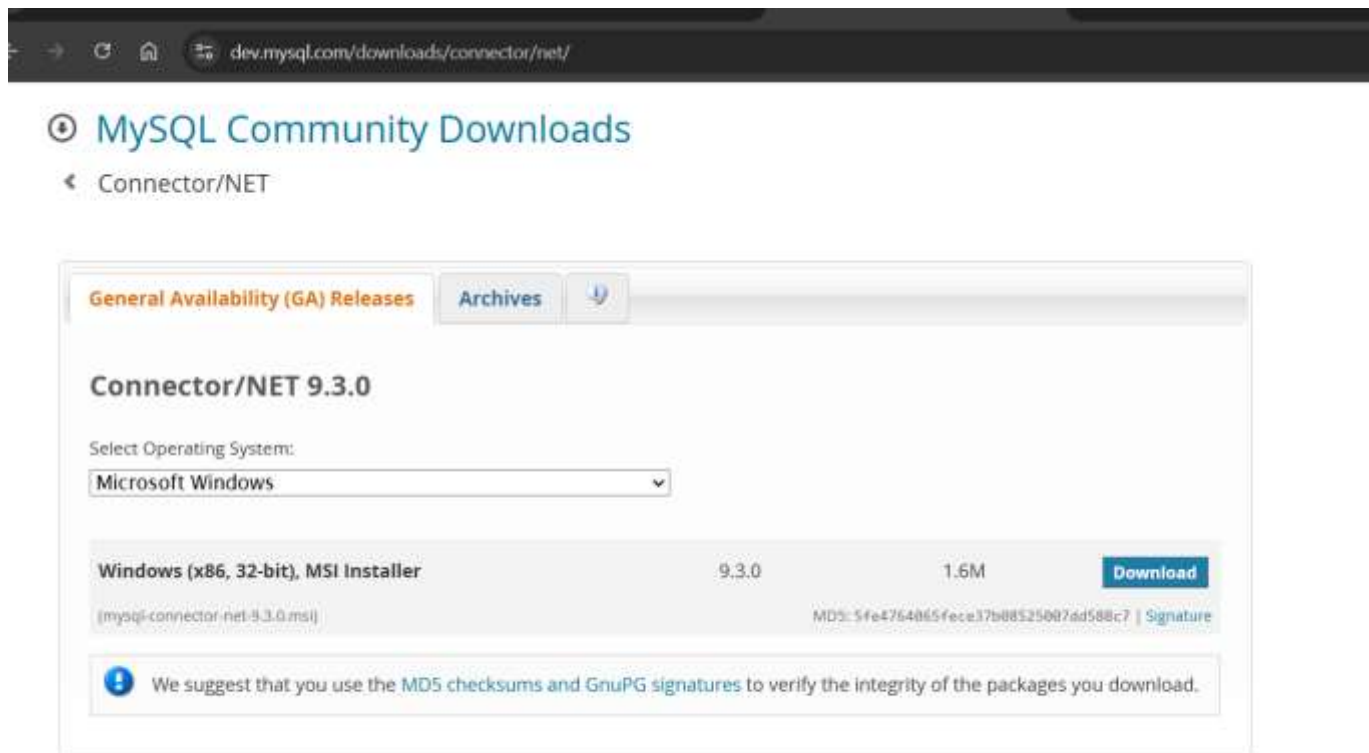 dev.mysql.com/downloads/connector/net/
MySQL Community Downloads
Connector/NET
General Availability (GA) Releases Archives
Connector/NET 9.3.0
Select Operating System:
Microsoft Windows
Windows (x86, 32-bit), MSI Installer 9.3.0 1.6M Download
(mysql-connector-net-9.3.0.msi) MD5: | Signature
We suggest that you use the MD5 checksums and GnuPG signatures to verify the integrity of the packages you download.